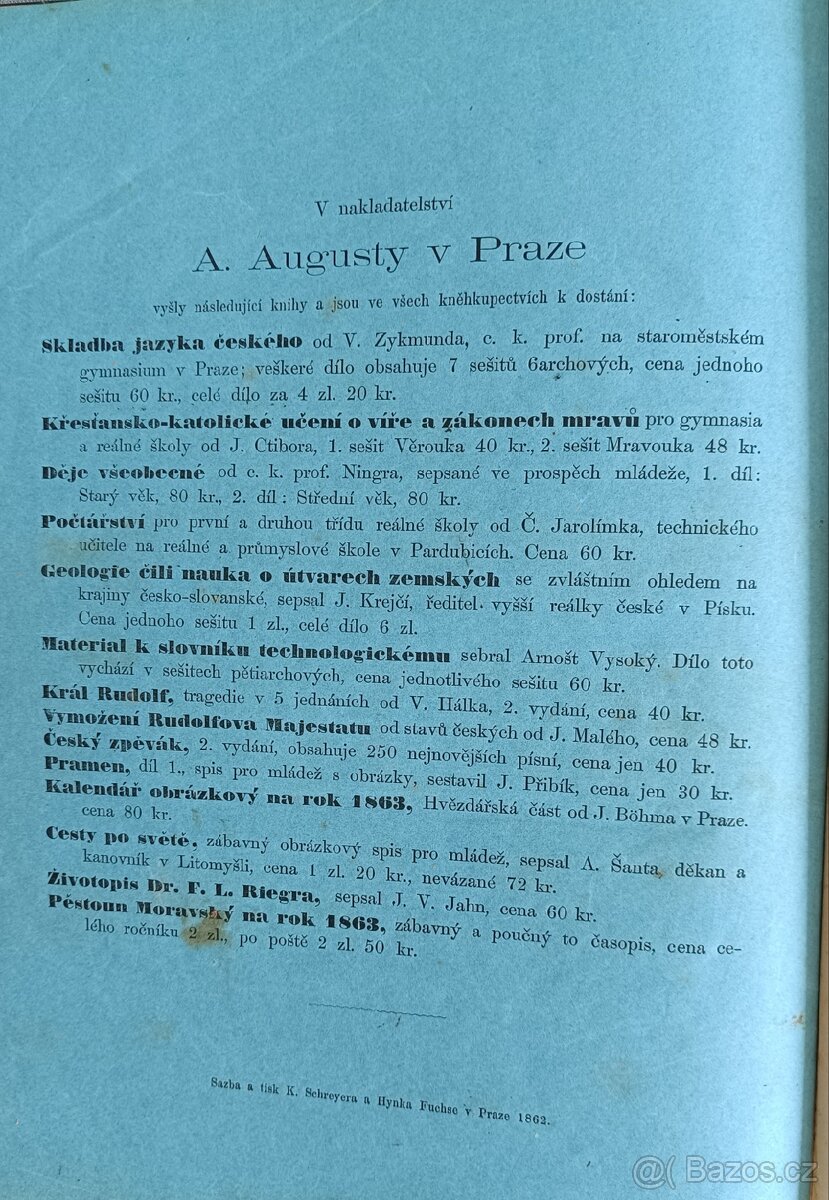 V nakladatelství
A. Augusty v Praze
vyšly následující knihy a jsou ve všech kněhkupectvích k dostání:
Skladba jazyka českého od V. Zykmunda, c. k. prof. na staroměstském
gymnasium v Praze; veškeré dílo obsahuje 7 sešitů 6archových, cena jednoho
sešitu 60 kr., celé dílo za 4 zl. 20 kr.
Křesťansko-katolické učení o víře a zákonech mravů pro gymnasia
a reálné školy od J. Ctibora, 1. sešit Věrouka 40 kr., 2. sešit Mravouka 48 kr.
Děje všeobecné od c. k. prof. Ningra, sepsané ve prospěch mládeže, 1. díl:
Starý věk, 80 kr., 2. díl: Střední věk, 80 kr.
Počtářství pro první a druhou třídu reálné školy od Č. Jarolímka, technického
učitele na reálné a průmyslové škole v Pardubicích. Cena 60 kr.
Geologie čili nauka o útvarech zemských se zvláštním ohledem na
krajiny česko-slovanské, sepsal J. Krejčí, ředitel vyšší reálky české v Písku.
Cena jednoho sešitu 1 zl., celé dílo 6 zl.
Material k slovníku technologickému sebral Arnošt Vysoký. Dílo toto
vychází v sešitech pětiarchových, cena jednotlivého sešitu 60 kr.
Král Rudolf, tragedie v 5 jednáních od V. Hálka, 2. vydání, cena 40 kr.
Vymožení Rudolfova Majestatu od stavů českých od J. Malého, cena 48 kr.
Český zpěvák, 2. vydání, obsahuje 250 nejnovějších písní, cena jen 40 kr.
Pramen, díl 1., spis pro mládež s obrázky, sestavil J. Přibík, cena jen 30 kr.
Kalendář obrázkový na rok 1863, Hvězdářská část od J. Böhma v Praze.
cena 80 kr.
Cesty po světě, zábavný obrázkový spis pro mládež, sepsal A. Šanta, děkan a
kanovník v Litomyšli, cena 1 zl. 20 kr., nevázané 72 kr.
Životopis Dr. F. L. Riegra, sepsal J. V. Jahn, cena 60 kr.
Pěstoun Moravský na rok 1863, zábavný a poučný to časopis, cena ce-
lého ročníku 2 zl., po poště 2 zl. 50 kr.
Sazba a tisk K. Schreyera a Hynka Fuchse v Praze 1862.
@( Bazos.cz